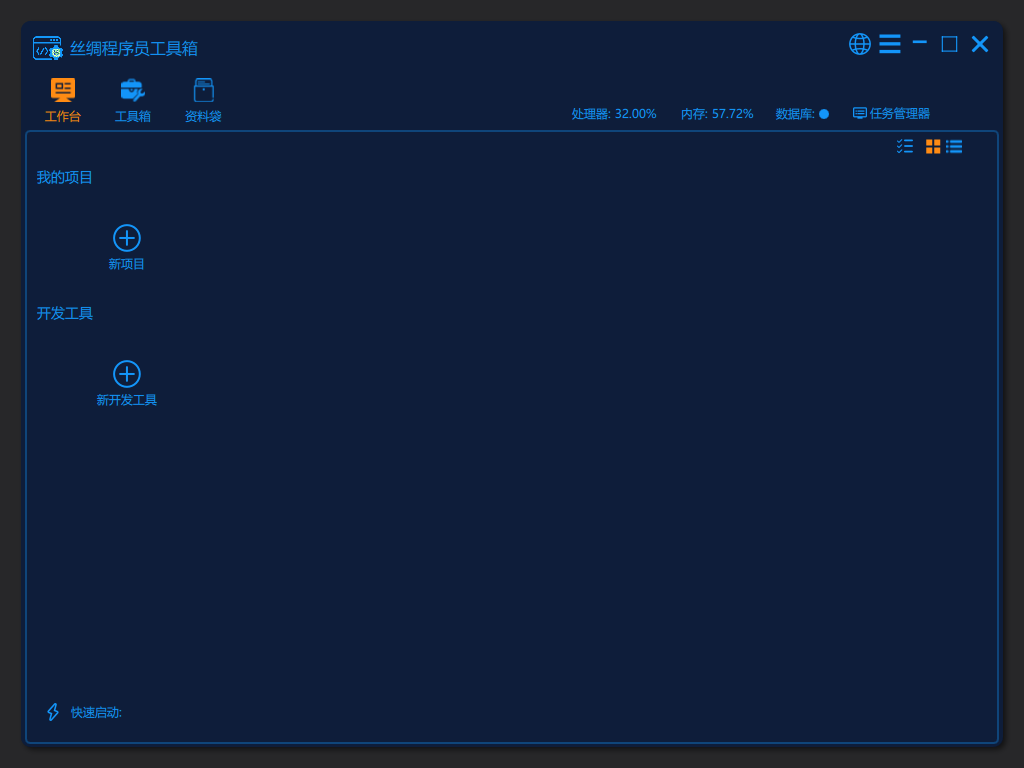 丝绸程序员工具箱
工作台 工具箱 资料袋
处理器: 32.00% 内存: 57.72% 数据库: 任务管理器
我的项目
新项目
开发工具
新开发工具
快速启动: